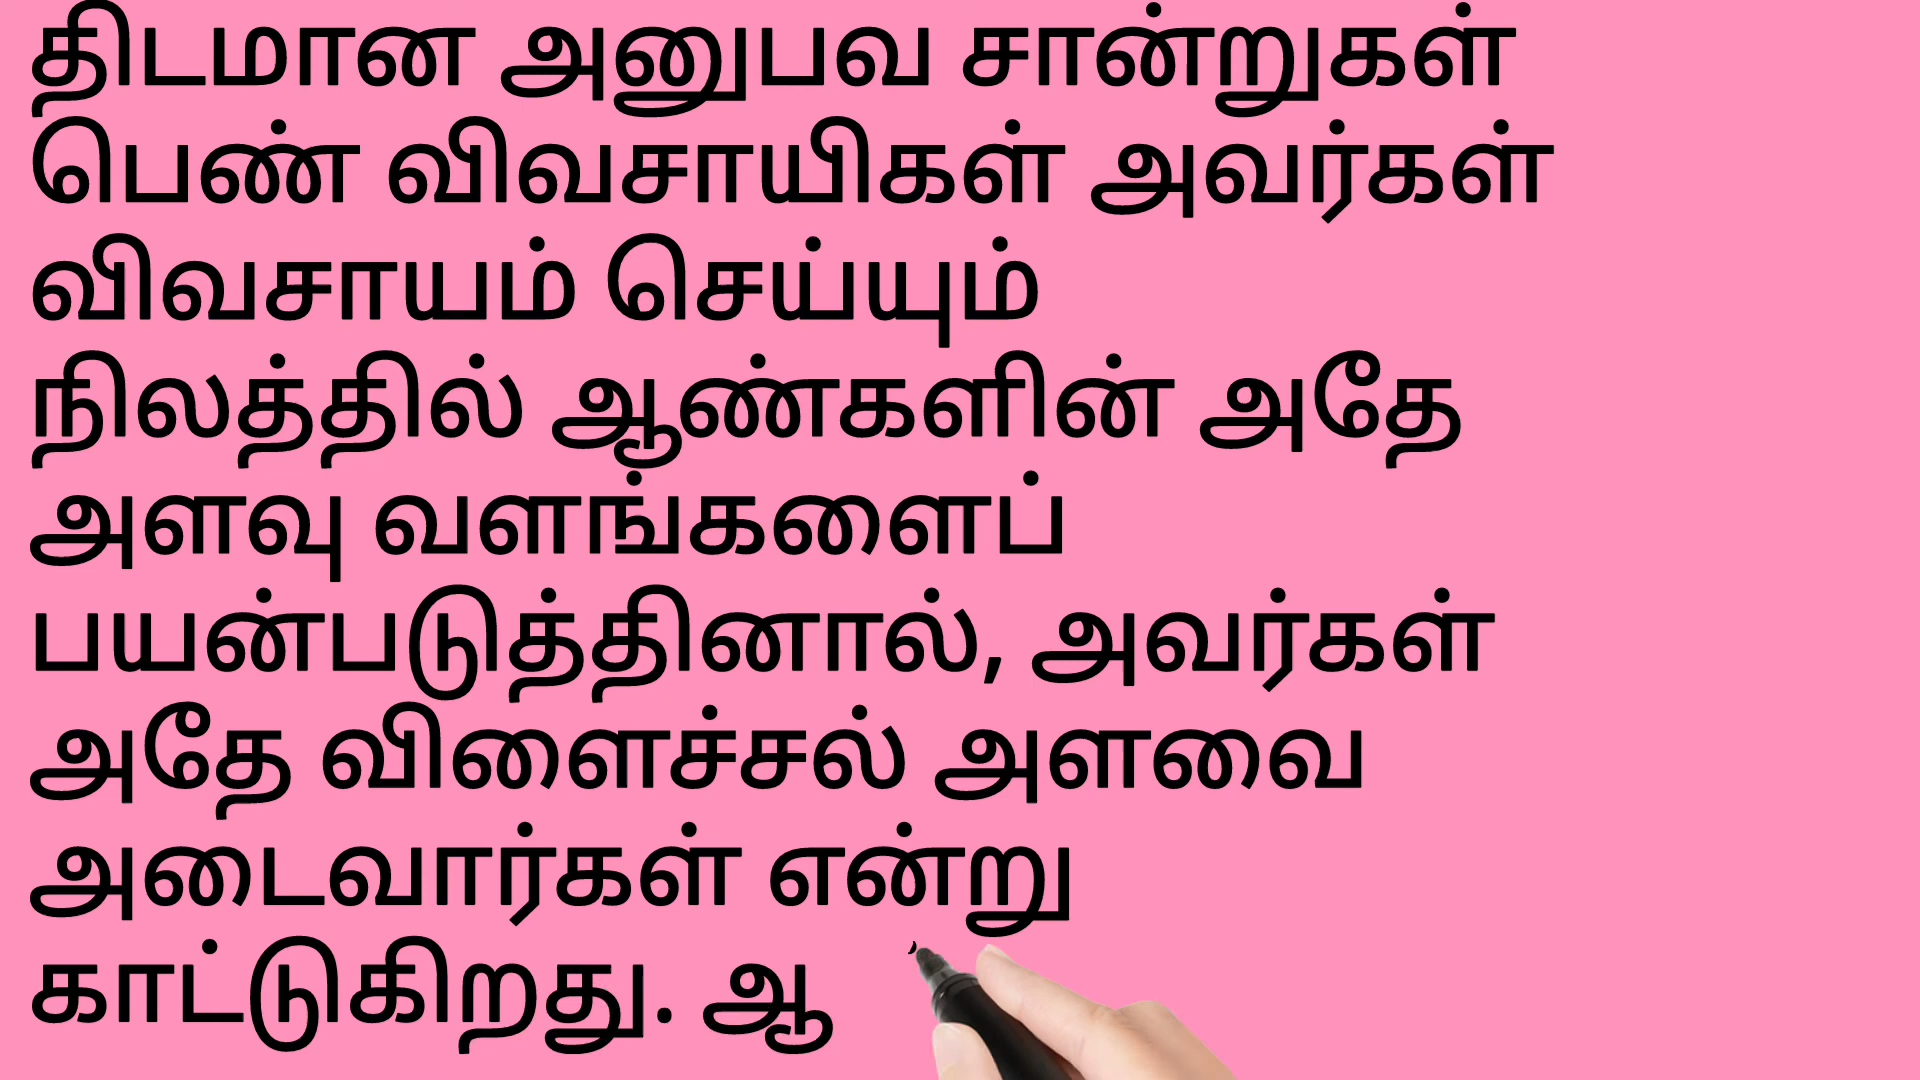 திடமான அனுபவ சான்றுகள்
பெண் விவசாயிகள் அவர்கள்
விவசாயம் செய்யும்
நிலத்தில் ஆண்களின் அதே
அளவு வளங்களைப்
பயன்படுத்தினால், அவர்கள்
அதே விளைச்சல் அளவை
அடைவார்கள் என்று
காட்டுகிறது. ஆ